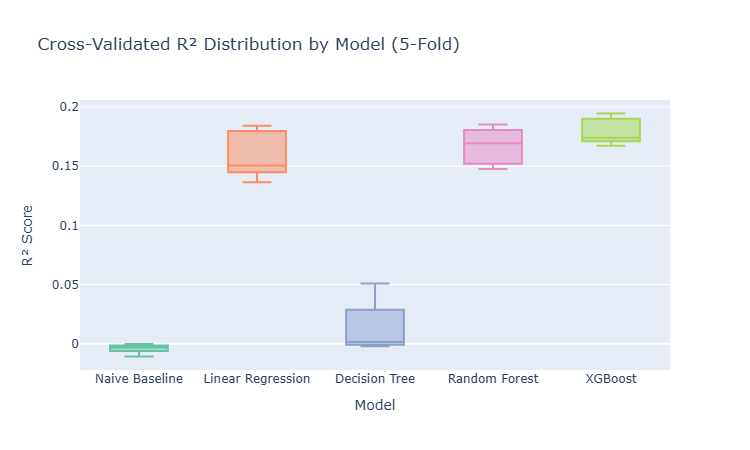 Cross-Validated R² Distribution by Model (5-Fold)
0.2
0.15
0.1
0.05
0
R² Score
Naive Baseline
Linear Regression
Decision Tree
Random Forest
XGBoost
Model